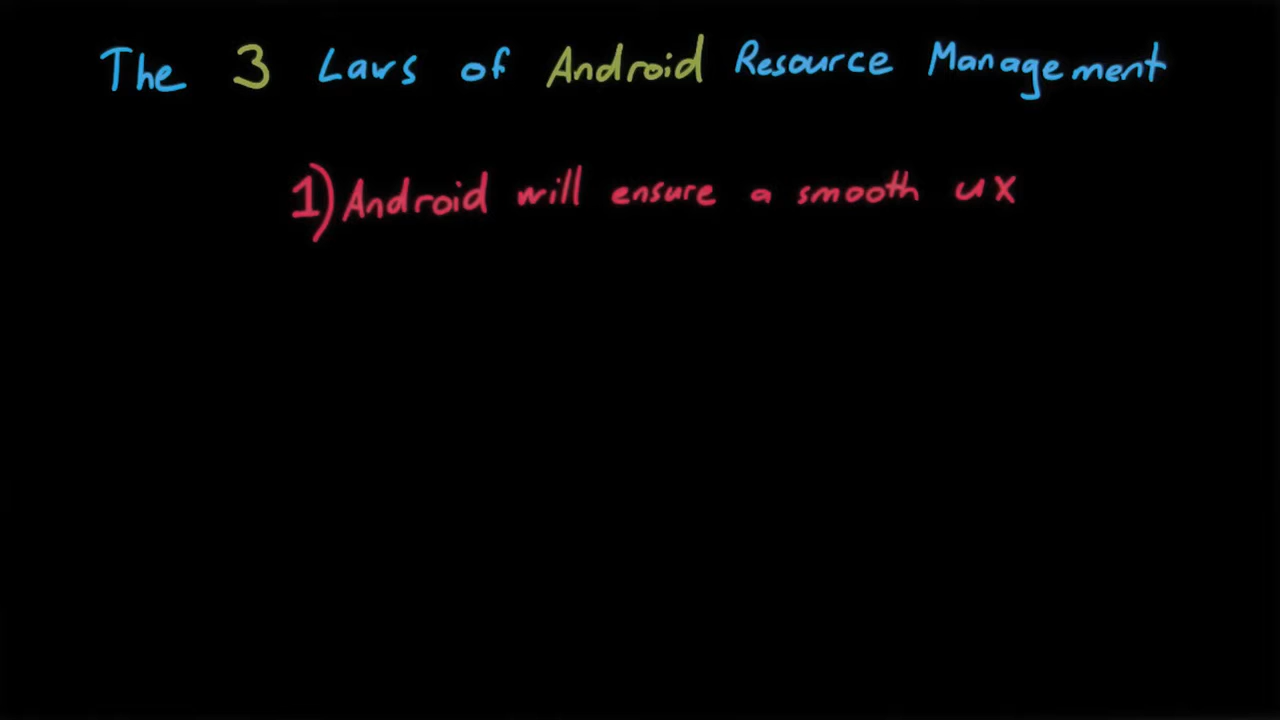 The 3 Laws of Android Resource Management
1) Android will ensure a smooth ux